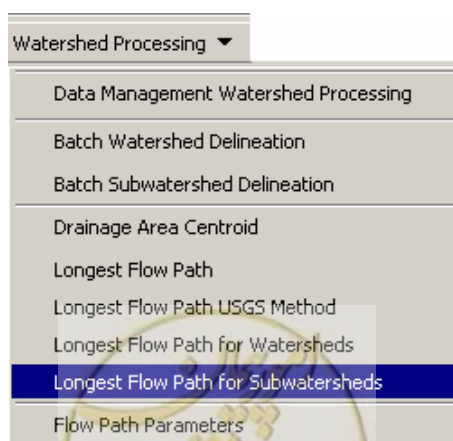 Watershed Processing
Data Management Watershed Processing
Batch Watershed Delineation
Batch Subwatershed Delineation
Drainage Area Centroid
Longest Flow Path
Longest Flow Path USGS Method
Longest Flow Path for Watersheds
Longest Flow Path for Subwatersheds
Flow Path Parameters